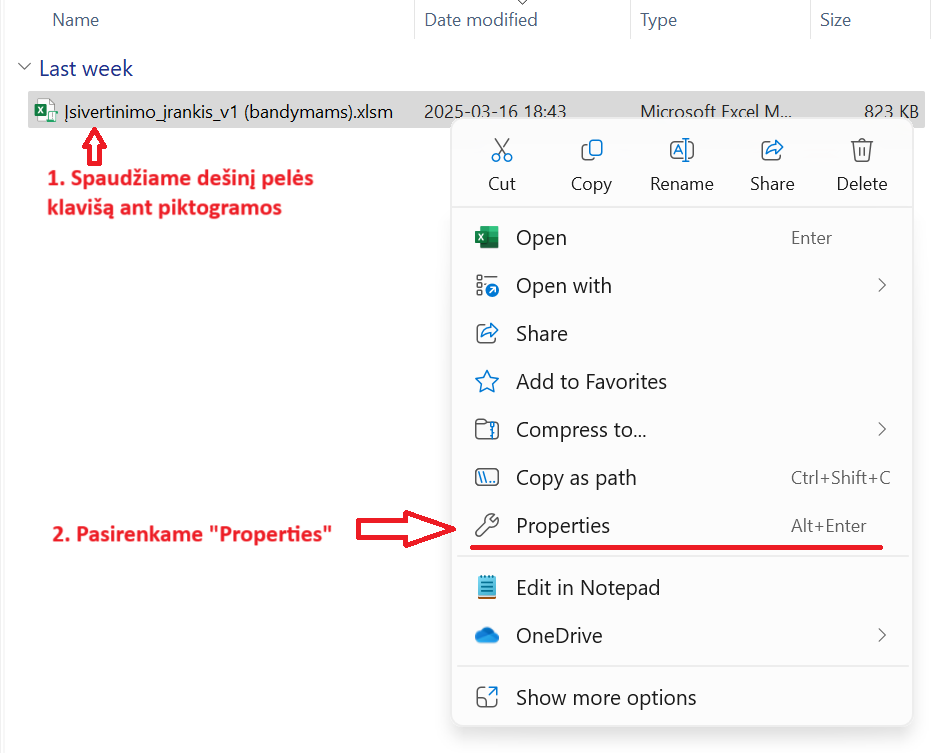 Name Date modified Type Size
Last week
Įsivertinimo_įrankis_v1 (bandymams).xlsm 2025-03-16 18:43 Microsoft Excel M... 823 KB
1. Spaudžiame dešinį pelės
klavišą ant piktogramos
Cut Copy Rename Share Delete
Open Enter
Open with
Share
Add to Favorites
Compress to...
Copy as path Ctrl+Shift+C
2. Pasirenkame "Properties"
Properties Alt+Enter
Edit in Notepad
OneDrive
Show more options